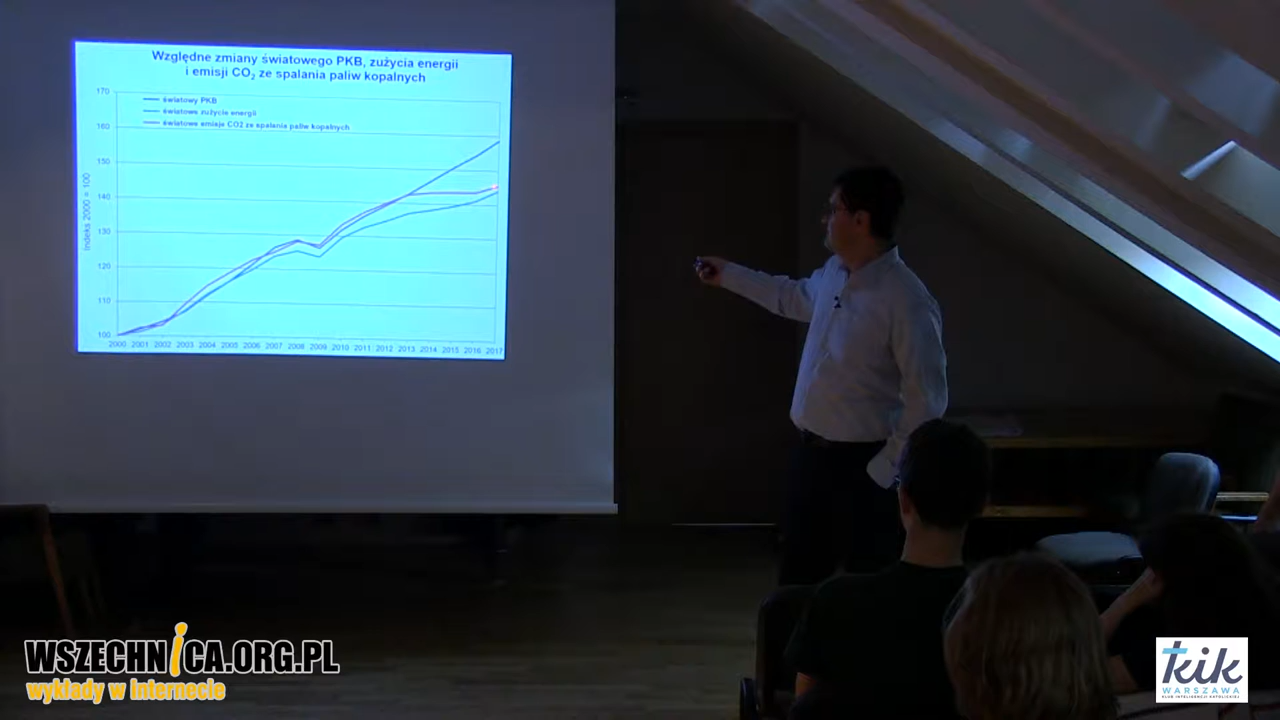 Względne zmiany światowego PKB, zużycia energii
i emisji CO₂ ze spalania paliw kopalnych
170
światowy PKB
światowe zużycie energii
światowe emisje CO2 ze spalania paliw kopalnych
160
150
140
130
120
110
100
Indeks 2000 = 100
2000 2001 2002 2003 2004 2005 2006 2007 2008 2009 2010 2011 2012 2013 2014 2015 2016 2017
WSZECHNICA.ORG.PL
wykłady w Internecie
kik
WARSZAWA
KLUB INTELIGENCJI KATOLICKIEJ